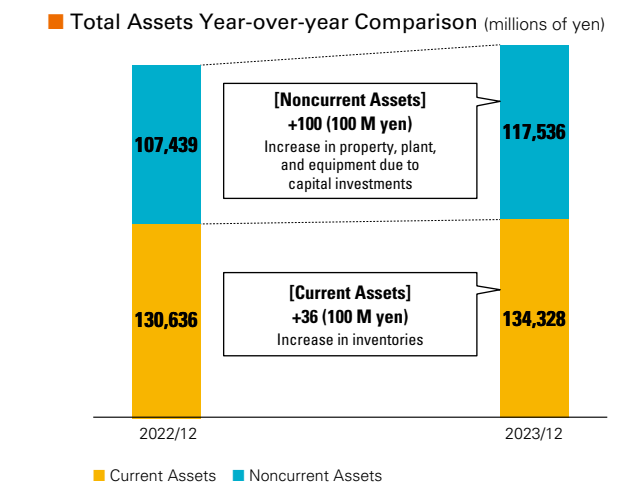 Total Assets Year-over-year Comparison (millions of yen)
[Noncurrent Assets]
+100 (100 M yen)
Increase in property, plant,
and equipment due to
capital investments
107,439
117,536
[Current Assets]
+36 (100 M yen)
Increase in inventories
130,636
134,328
2022/12
2023/12
Current Assets
Noncurrent Assets